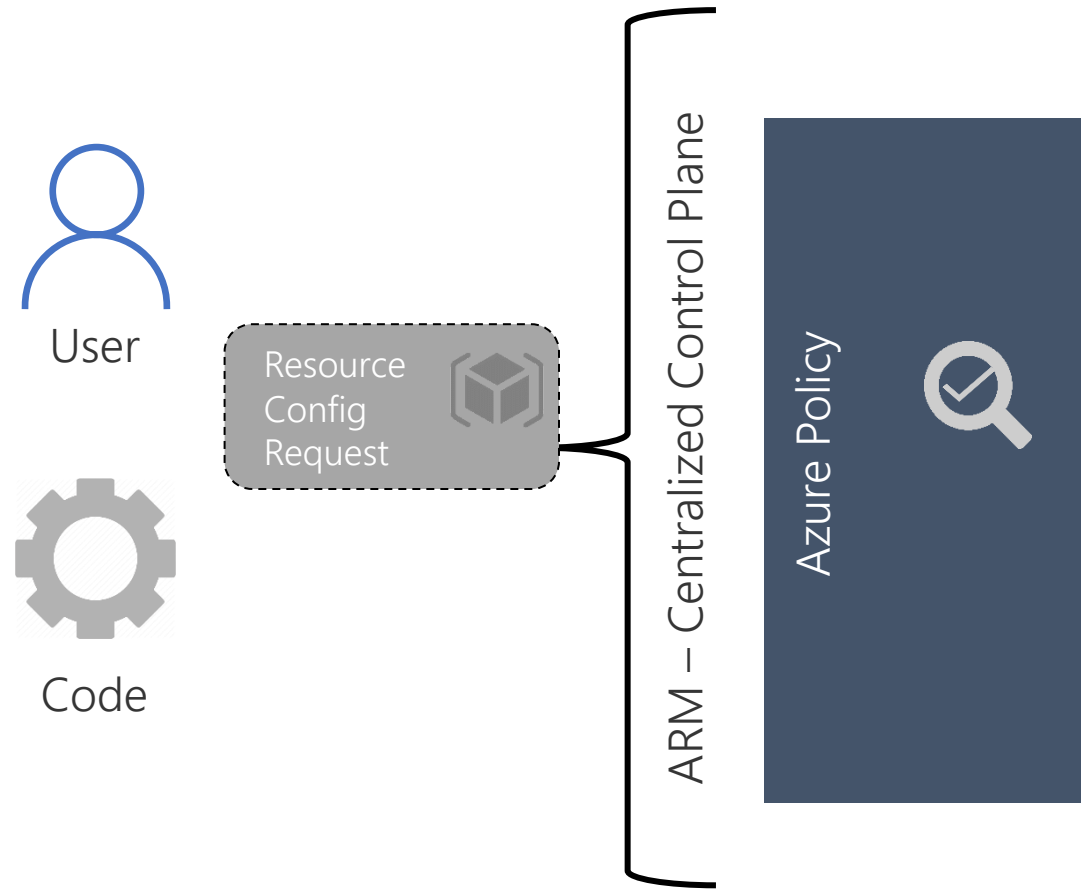 User
Code
Resource
Config
Request
ARM – Centralized Control Plane
Azure Policy